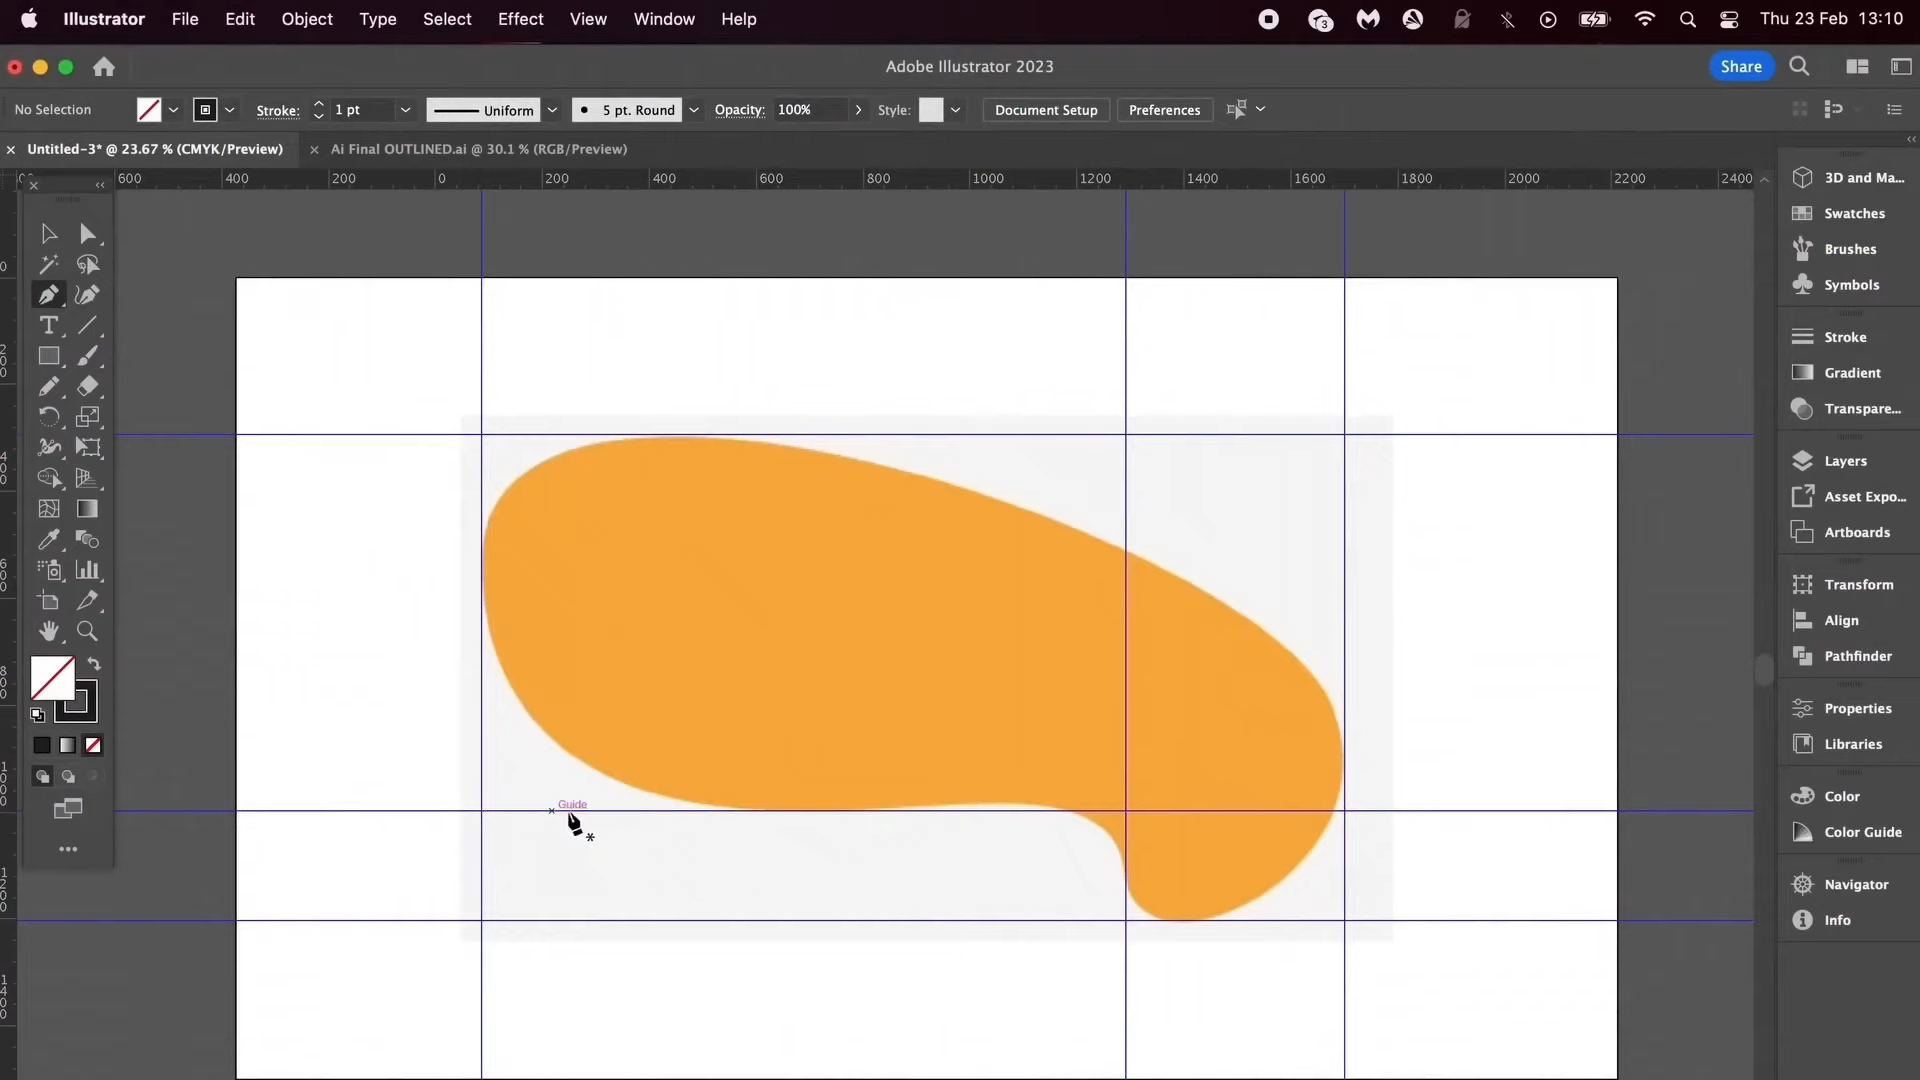 Illustrator File Edit Object Type Select Effect View Window Help 3 Thu 23 Feb 13:10
Adobe Illustrator 2023 Share
No Selection Stroke: 1 pt Uniform 5 pt. Round Opacity: 100% Style: Document Setup Preferences
Untitled-3* @ 23.67 % (CMYK/Preview) Ai Final OUTLINED.ai @ 30.1 % (RGB/Preview)
600 400 200 0 200 400 600 800 1000 1200 1400 1600 1800 2000 2200 2400
3D and Ma...
Swatches
Brushes
Symbols
Stroke
Gradient
Transpare...
Layers
Asset Expo...
Artboards
Transform
Align
Pathfinder
Properties
Libraries
Color
Color Guide
Navigator
Info
Guide